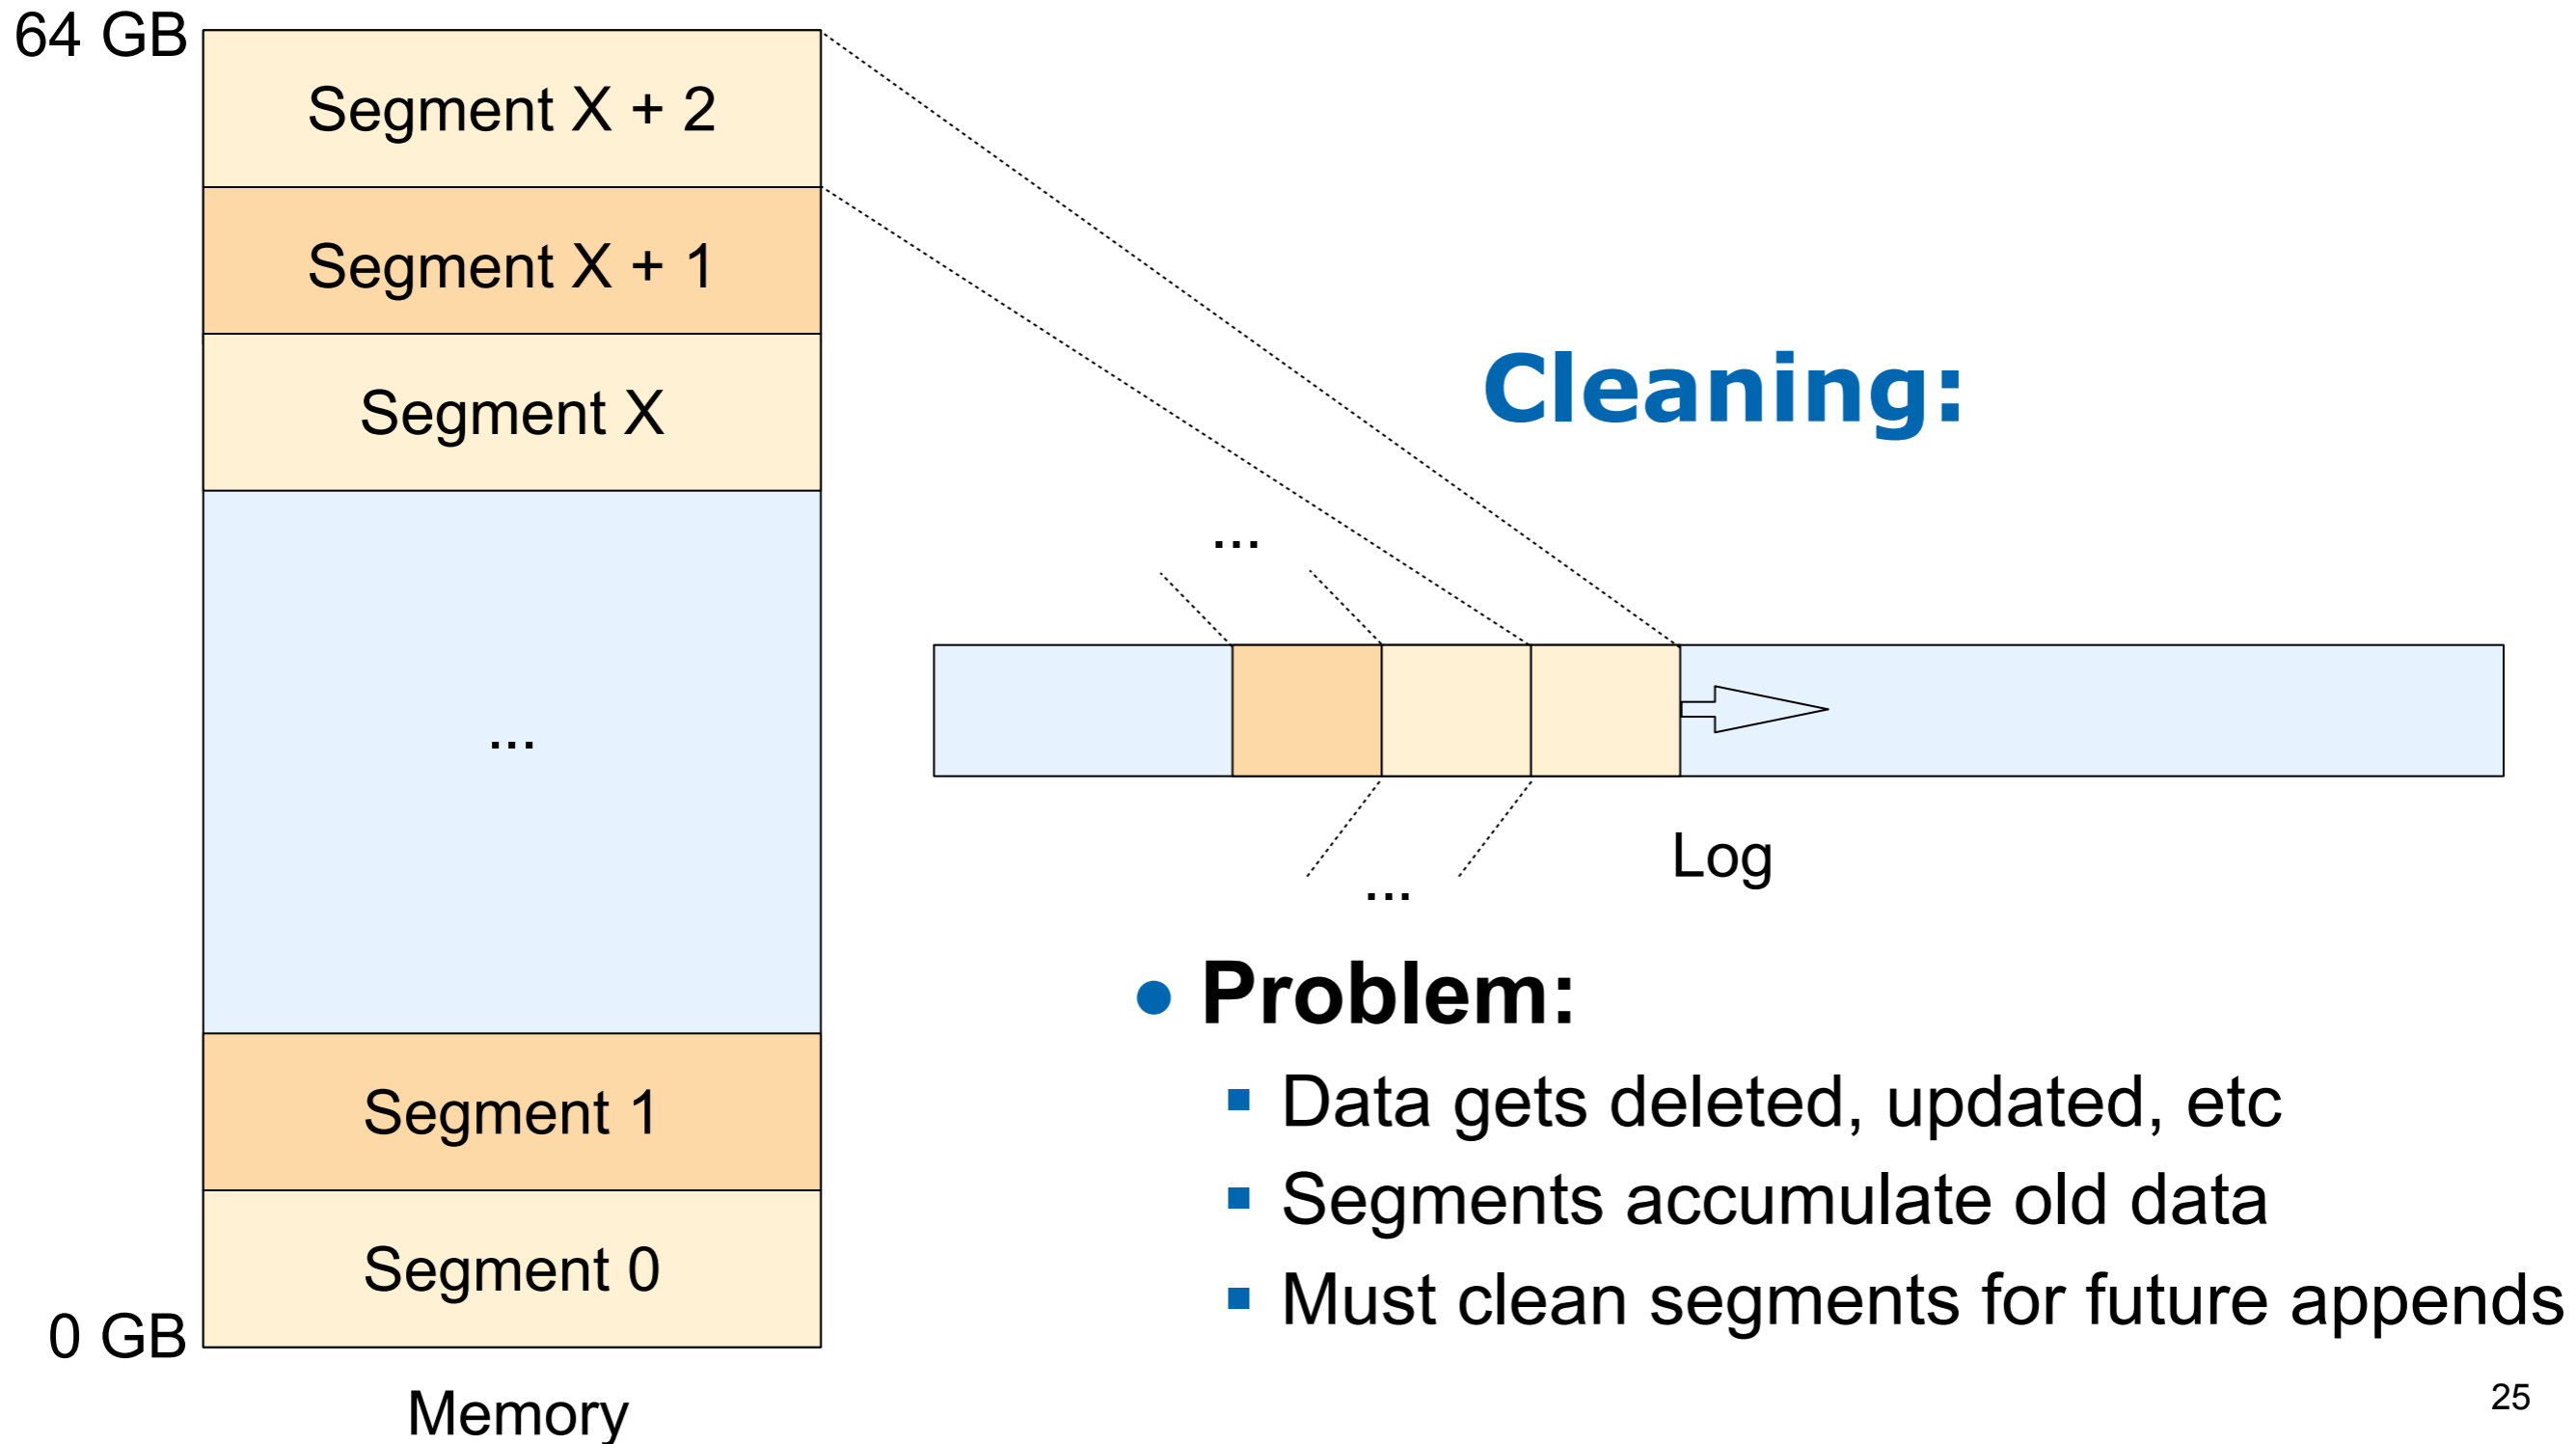 64 GB
Segment X + 2
Segment X + 1
Segment X
...
Segment 1
Segment 0
0 GB
Memory
Cleaning:
...
...
Log
• Problem:
▪ Data gets deleted, updated, etc
▪ Segments accumulate old data
▪ Must clean segments for future appends
25